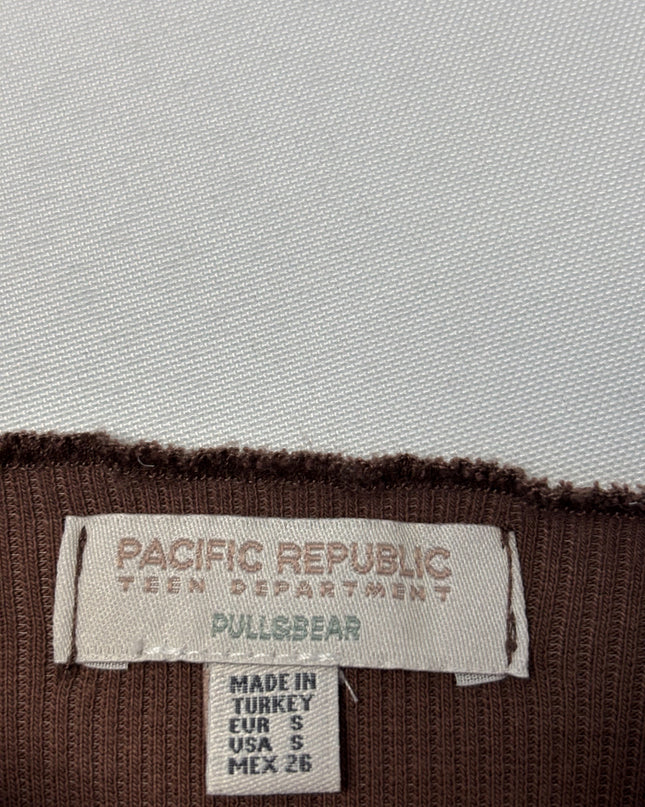 PACIFIC REPUBLIC
TEEN DEPARTMENT
PULL&BEAR
MADE IN
TURKEY
EUR S
USA S
MEX 26